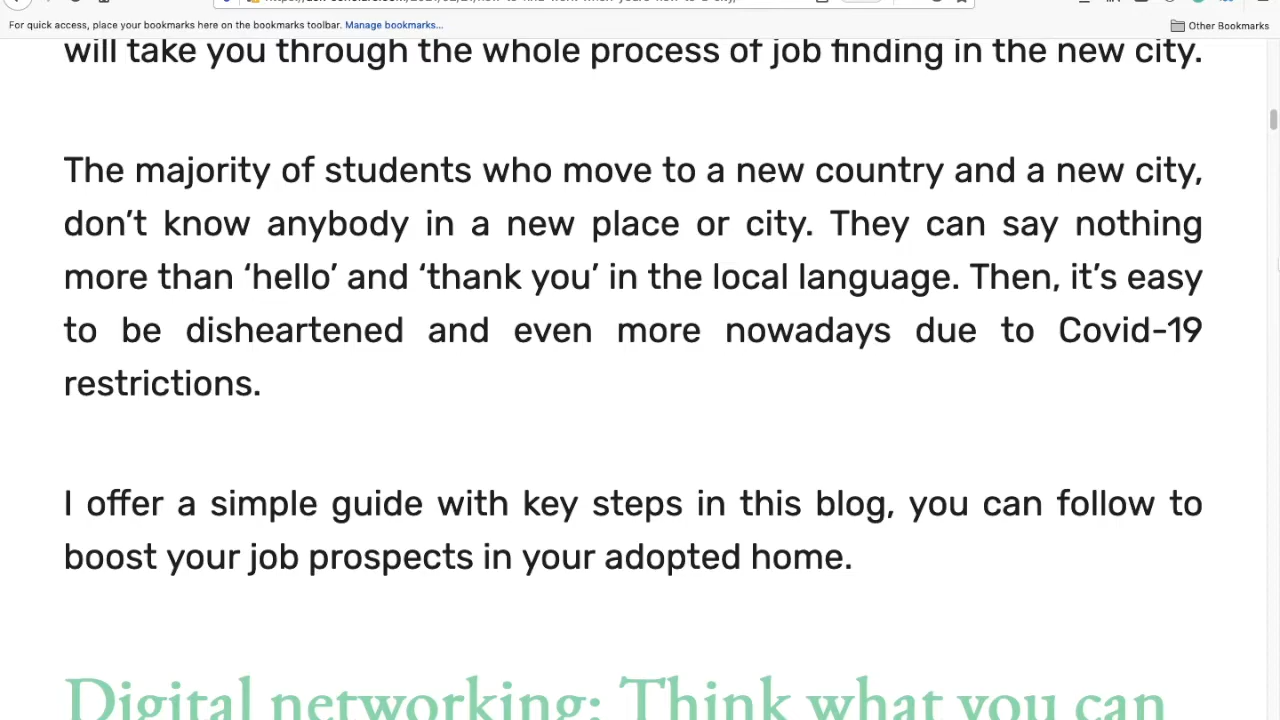 For quick access, place your bookmarks here on the bookmarks toolbar. Manage bookmarks...
Other Bookmarks
will take you through the whole process of job finding in the new city.
The majority of students who move to a new country and a new city,
don’t know anybody in a new place or city. They can say nothing
more than ‘hello’ and ‘thank you’ in the local language. Then, it’s easy
to be disheartened and even more nowadays due to Covid-19
restrictions.
I offer a simple guide with key steps in this blog, you can follow to
boost your job prospects in your adopted home.
Digital networking: Think what you can